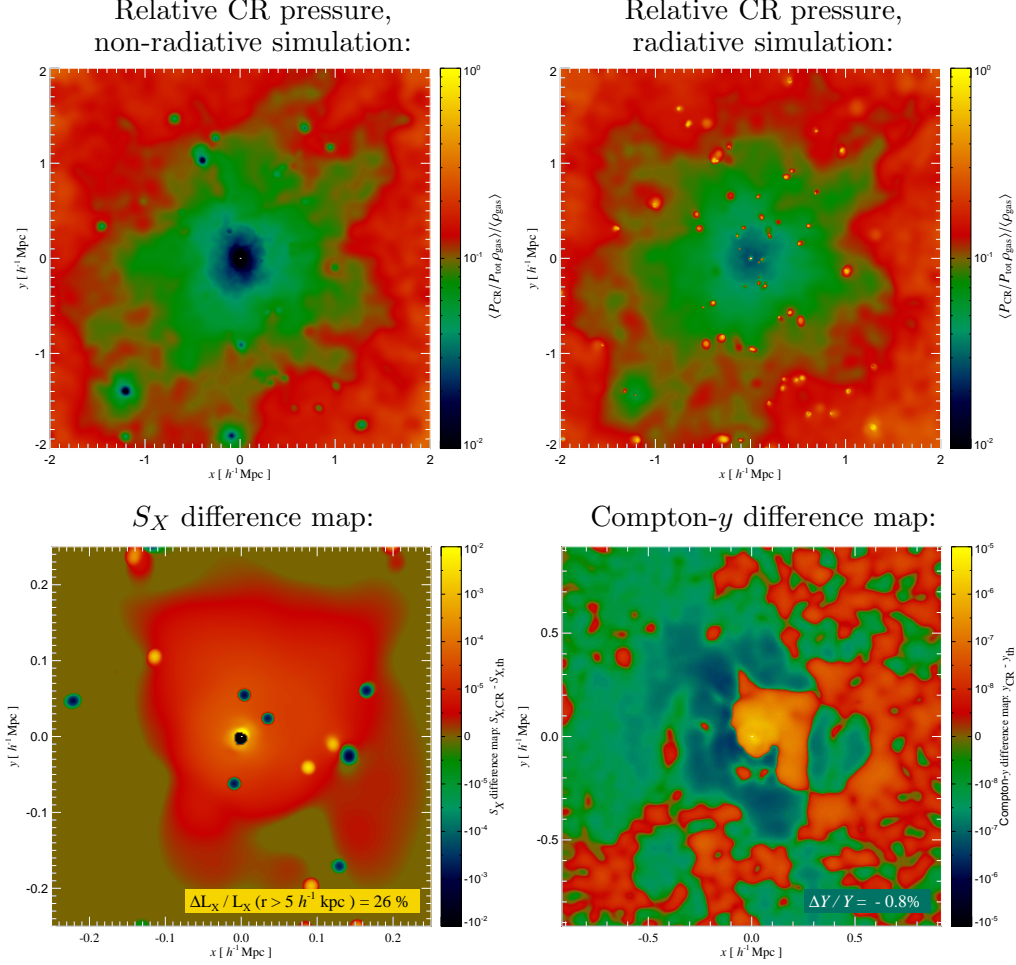 Relative CR pressure,
non-radiative simulation:
2
1
0
-1
-2
-2 -1 0 1 2
x [ h⁻¹ Mpc ]
y [ h⁻¹ Mpc ]
10⁰
10⁻¹
10⁻²
⟨P_CR / P_tot ρ_gas⟩ / ⟨ρ_gas⟩
Relative CR pressure,
radiative simulation:
2
1
0
-1
-2
-2 -1 0 1 2
x [ h⁻¹ Mpc ]
y [ h⁻¹ Mpc ]
10⁰
10⁻¹
10⁻²
⟨P_CR / P_tot ρ_gas⟩ / ⟨ρ_gas⟩
S_X difference map:
0.2
0.1
0.0
-0.1
-0.2
-0.2 -0.1 0.0 0.1 0.2
x [ h⁻¹ Mpc ]
y [ h⁻¹ Mpc ]
ΔL_X / L_X ( r > 5 h⁻¹ kpc ) = 26 %
10⁻²
10⁻³
10⁻⁴
10⁻⁵
0
-10⁻⁵
-10⁻⁴
-10⁻³
-10⁻²
S_X difference map: S_X,CR - S_X,th
Compton-y difference map:
0.5
0.0
-0.5
-0.5 0.0 0.5
x [ h⁻¹ Mpc ]
y [ h⁻¹ Mpc ]
ΔY / Y = - 0.8%
10⁻⁵
10⁻⁶
10⁻⁷
10⁻⁸
0
-10⁻⁸
-10⁻⁷
-10⁻⁶
-10⁻⁵
Compton-y difference map: y_CR - y_th